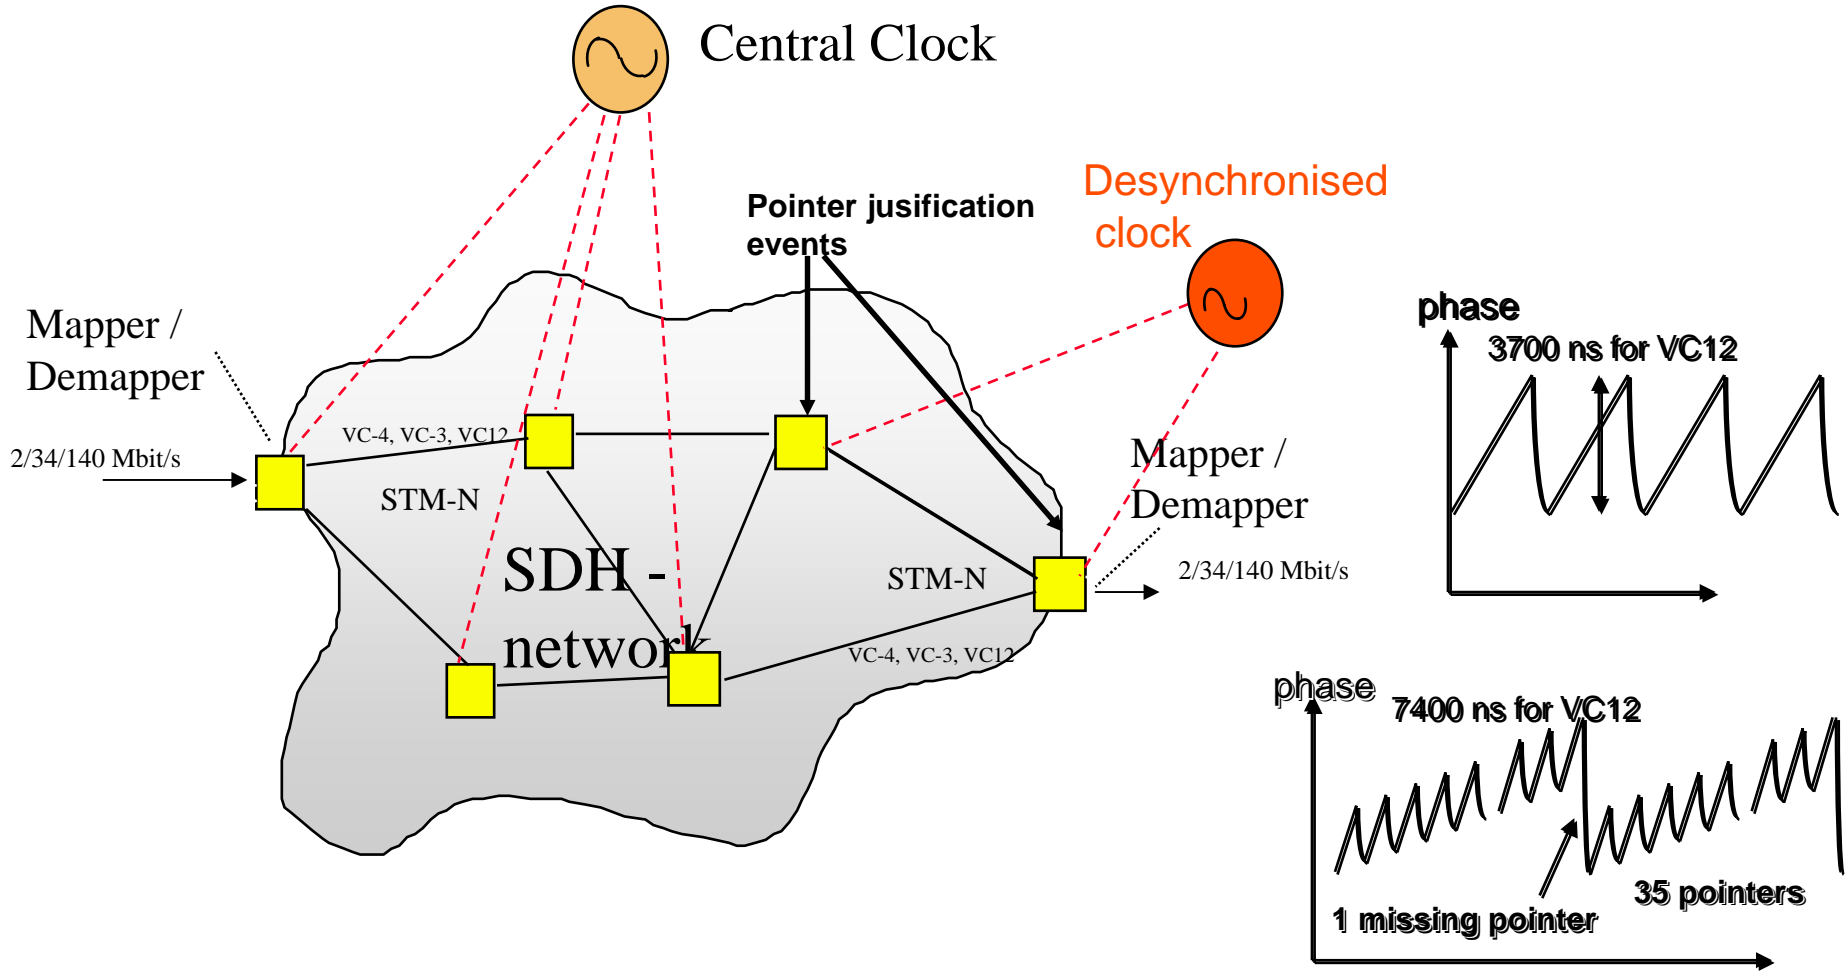 Central Clock
Desynchronised
clock
Pointer jusification
events
Mapper /
Demapper
2/34/140 Mbit/s
VC-4, VC-3, VC12
STM-N
SDH -
network
STM-N
VC-4, VC-3, VC12
Mapper /
Demapper
2/34/140 Mbit/s
phase
3700 ns for VC12
phase
7400 ns for VC12
35 pointers
1 missing pointer